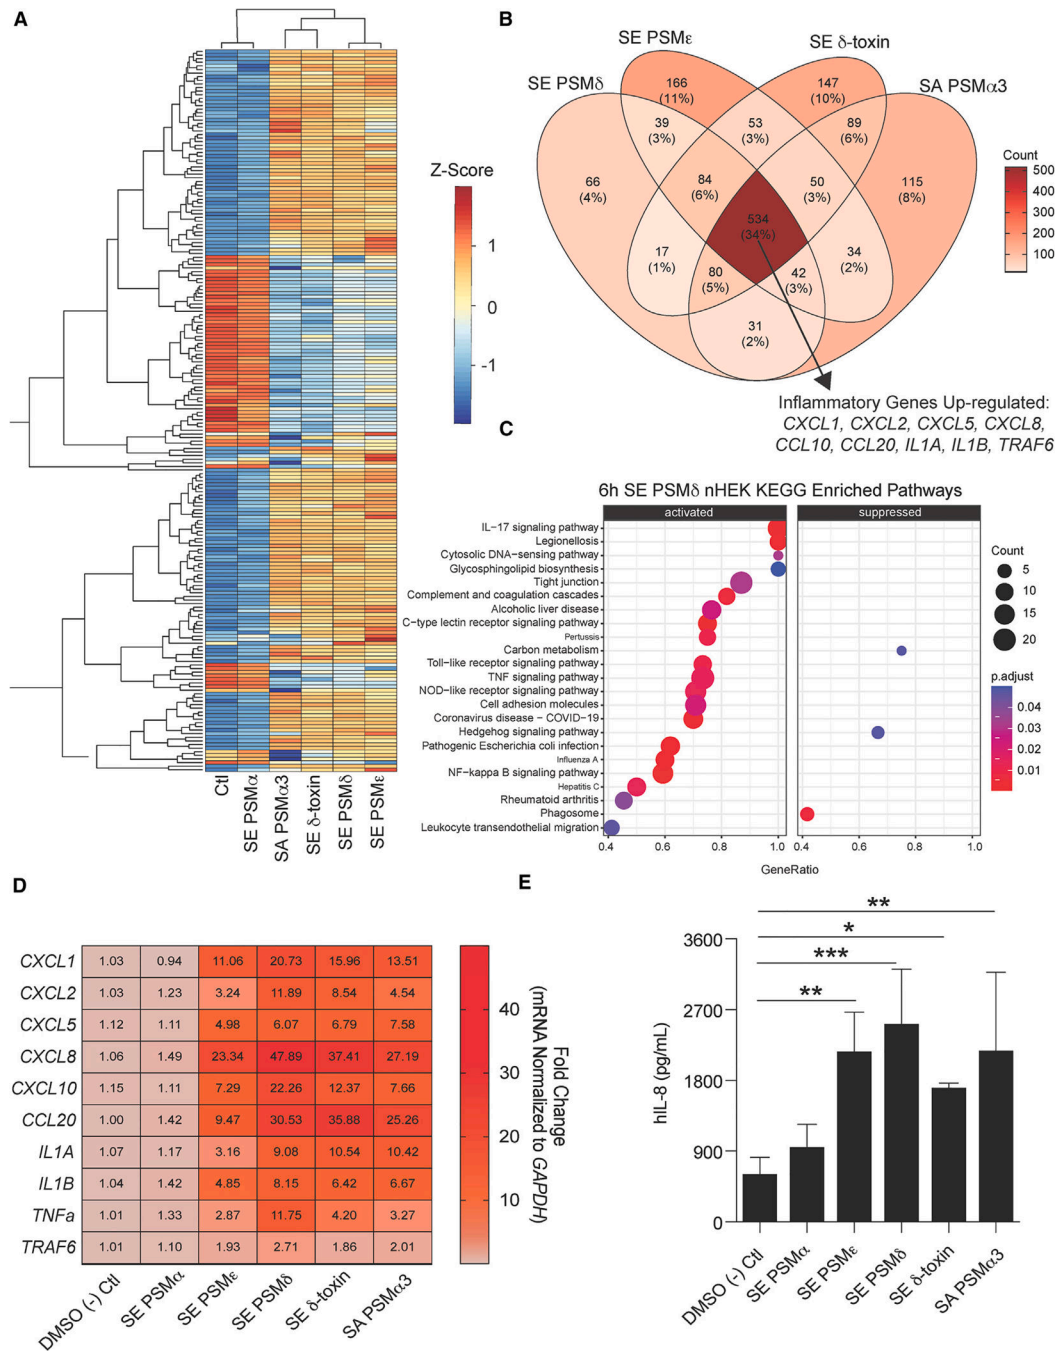 A
Z-Score
1
0
-1
Ctl
SE PSMα
SA PSMα3
SE δ-toxin
SE PSMδ
SE PSMε
B
SE PSMε
SE δ-toxin
SE PSMδ
SA PSMα3
166
(11%)
147
(10%)
39
(3%)
53
(3%)
89
(6%)
66
(4%)
84
(6%)
50
(3%)
115
(8%)
534
(34%)
17
(1%)
34
(2%)
80
(5%)
42
(3%)
31
(2%)
Count
500
400
300
200
100
Inflammatory Genes Up-regulated:
CXCL1, CXCL2, CXCL5, CXCL8,
CCL10, CCL20, IL1A, IL1B, TRAF6
C
6h SE PSMδ nHEK KEGG Enriched Pathways
activated
suppressed
IL−17 signaling pathway
Legionellosis
Cytosolic DNA−sensing pathway
Glycosphingolipid biosynthesis
Tight junction
Complement and coagulation cascades
Alcoholic liver disease
C−type lectin receptor signaling pathway
Pertussis
Carbon metabolism
Toll−like receptor signaling pathway
TNF signaling pathway
NOD−like receptor signaling pathway
Cell adhesion molecules
Coronavirus disease − COVID−19
Hedgehog signaling pathway
Pathogenic Escherichia coli infection
Influenza A
NF−kappa B signaling pathway
Hepatitis C
Rheumatoid arthritis
Phagosome
Leukocyte transendothelial migration
0.4 0.6 0.8 1.0 0.4 0.6 0.8 1.0
GeneRatio
Count
5
10
15
20
p.adjust
0.04
0.03
0.02
0.01
D
CXCL1 1.03 0.94 11.06 20.73 15.96 13.51
CXCL2 1.03 1.23 3.24 11.89 8.54 4.54
CXCL5 1.12 1.11 4.98 6.07 6.79 7.58
CXCL8 1.06 1.49 23.34 47.89 37.41 27.19
CXCL10 1.15 1.11 7.29 22.26 12.37 7.66
CCL20 1.00 1.42 9.47 30.53 35.88 25.26
IL1A 1.07 1.17 3.16 9.08 10.54 10.42
IL1B 1.04 1.42 4.85 8.15 6.42 6.67
TNFa 1.01 1.33 2.87 11.75 4.20 3.27
TRAF6 1.01 1.10 1.93 2.71 1.86 2.01
DMSO (-) Ctl
SE PSMα
SE PSMε
SE PSMδ
SE δ-toxin
SA PSMα3
40
30
20
10
Fold Change
(mRNA Normalized to GAPDH)
E
**
*
***
**
3600
2700
1800
900
0
hIL-8 (pg/mL)
DMSO (-) Ctl
SE PSMα
SE PSMε
SE PSMδ
SE δ-toxin
SA PSMα3